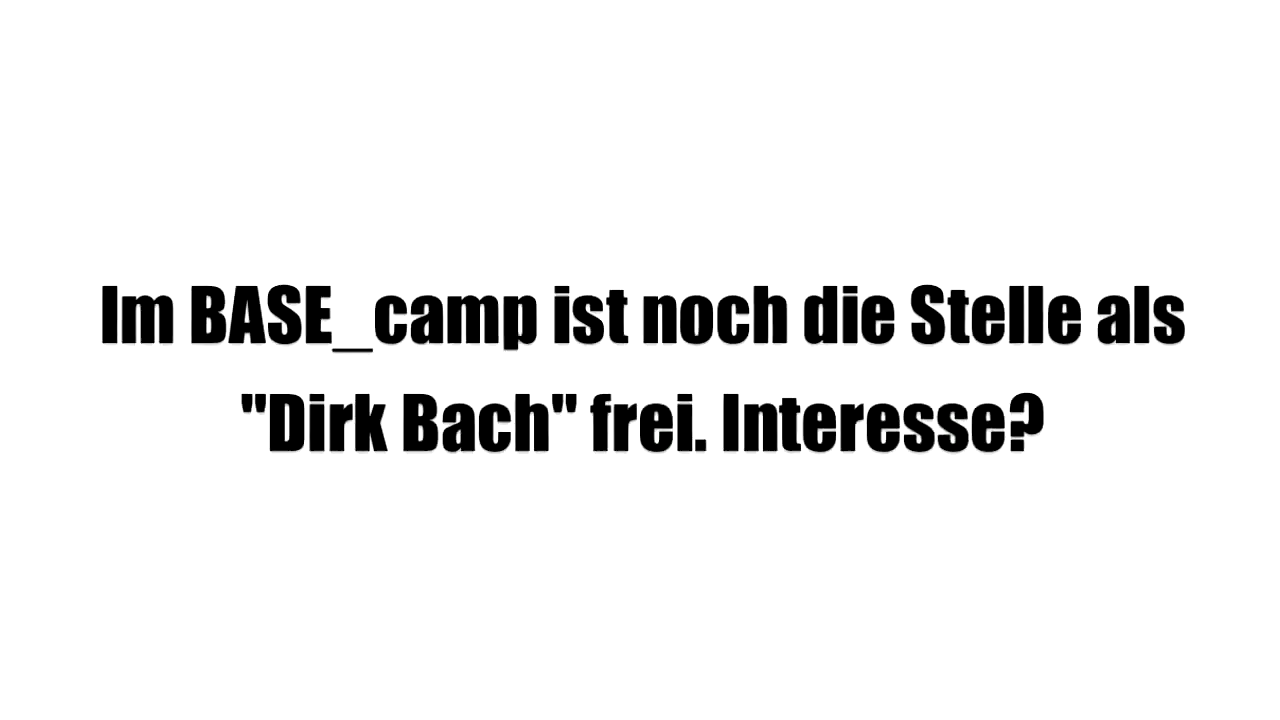 Im BASE_camp ist noch die Stelle als
"Dirk Bach" frei. Interesse?